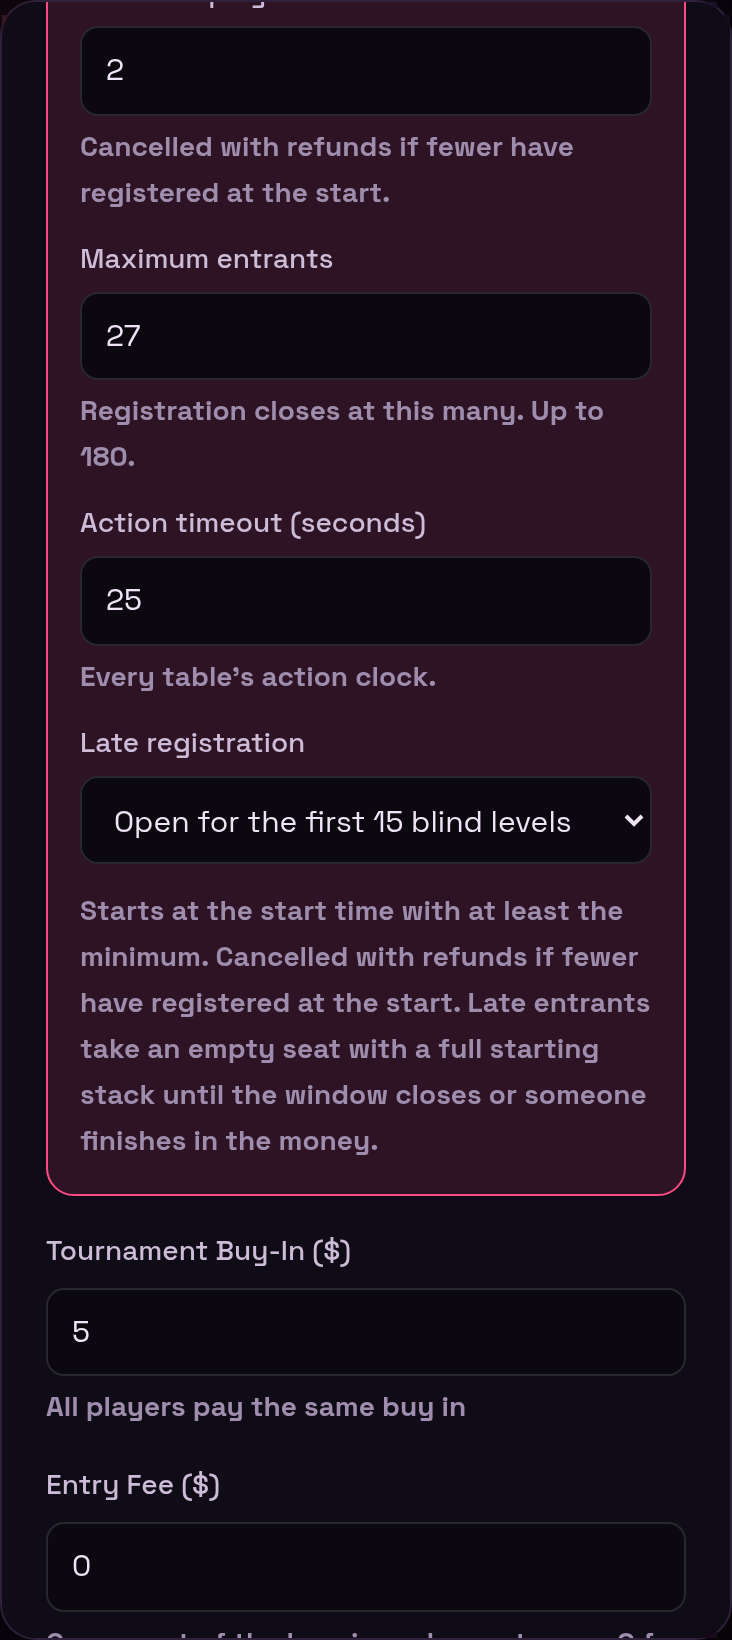 2
Cancelled with refunds if fewer have
registered at the start.
Maximum entrants
27
Registration closes at this many. Up to
180.
Action timeout (seconds)
25
Every table's action clock.
Late registration
Open for the first 15 blind levels
Starts at the start time with at least the
minimum. Cancelled with refunds if fewer
have registered at the start. Late entrants
take an empty seat with a full starting
stack until the window closes or someone
finishes in the money.
Tournament Buy-In ($)
5
All players pay the same buy in
Entry Fee ($)
0